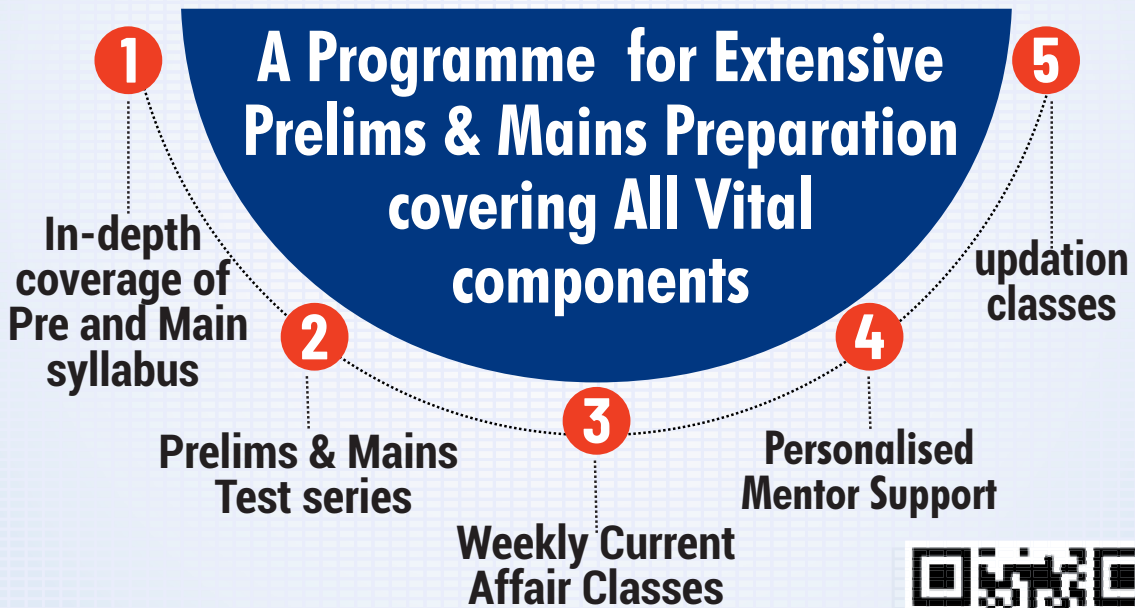 A Programme for Extensive
Prelims & Mains Preparation
covering All Vital
components
1
In-depth
coverage of
Pre and Main
syllabus
2
Prelims & Mains
Test series
3
Weekly Current
Affair Classes
4
Personalised
Mentor Support
5
updation
classes